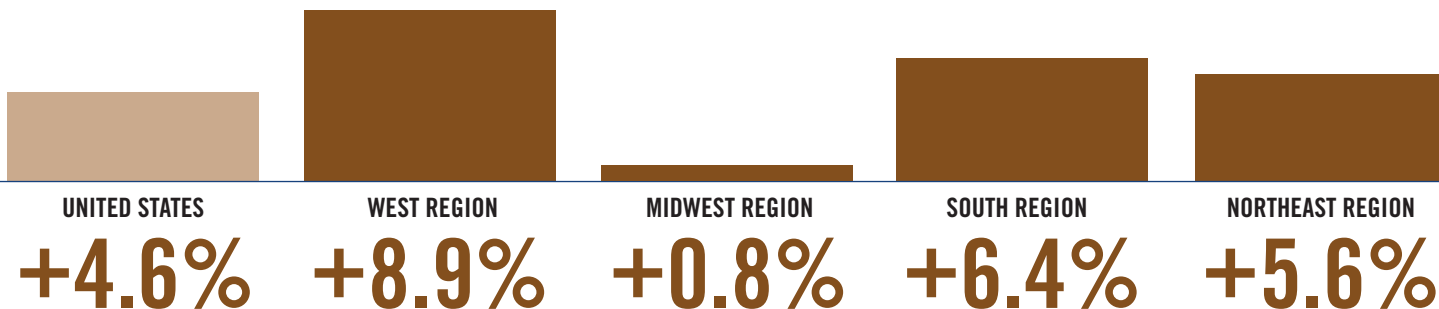 UNITED STATES
+4.6%
WEST REGION
+8.9%
MIDWEST REGION
+0.8%
SOUTH REGION
+6.4%
NORTHEAST REGION
+5.6%